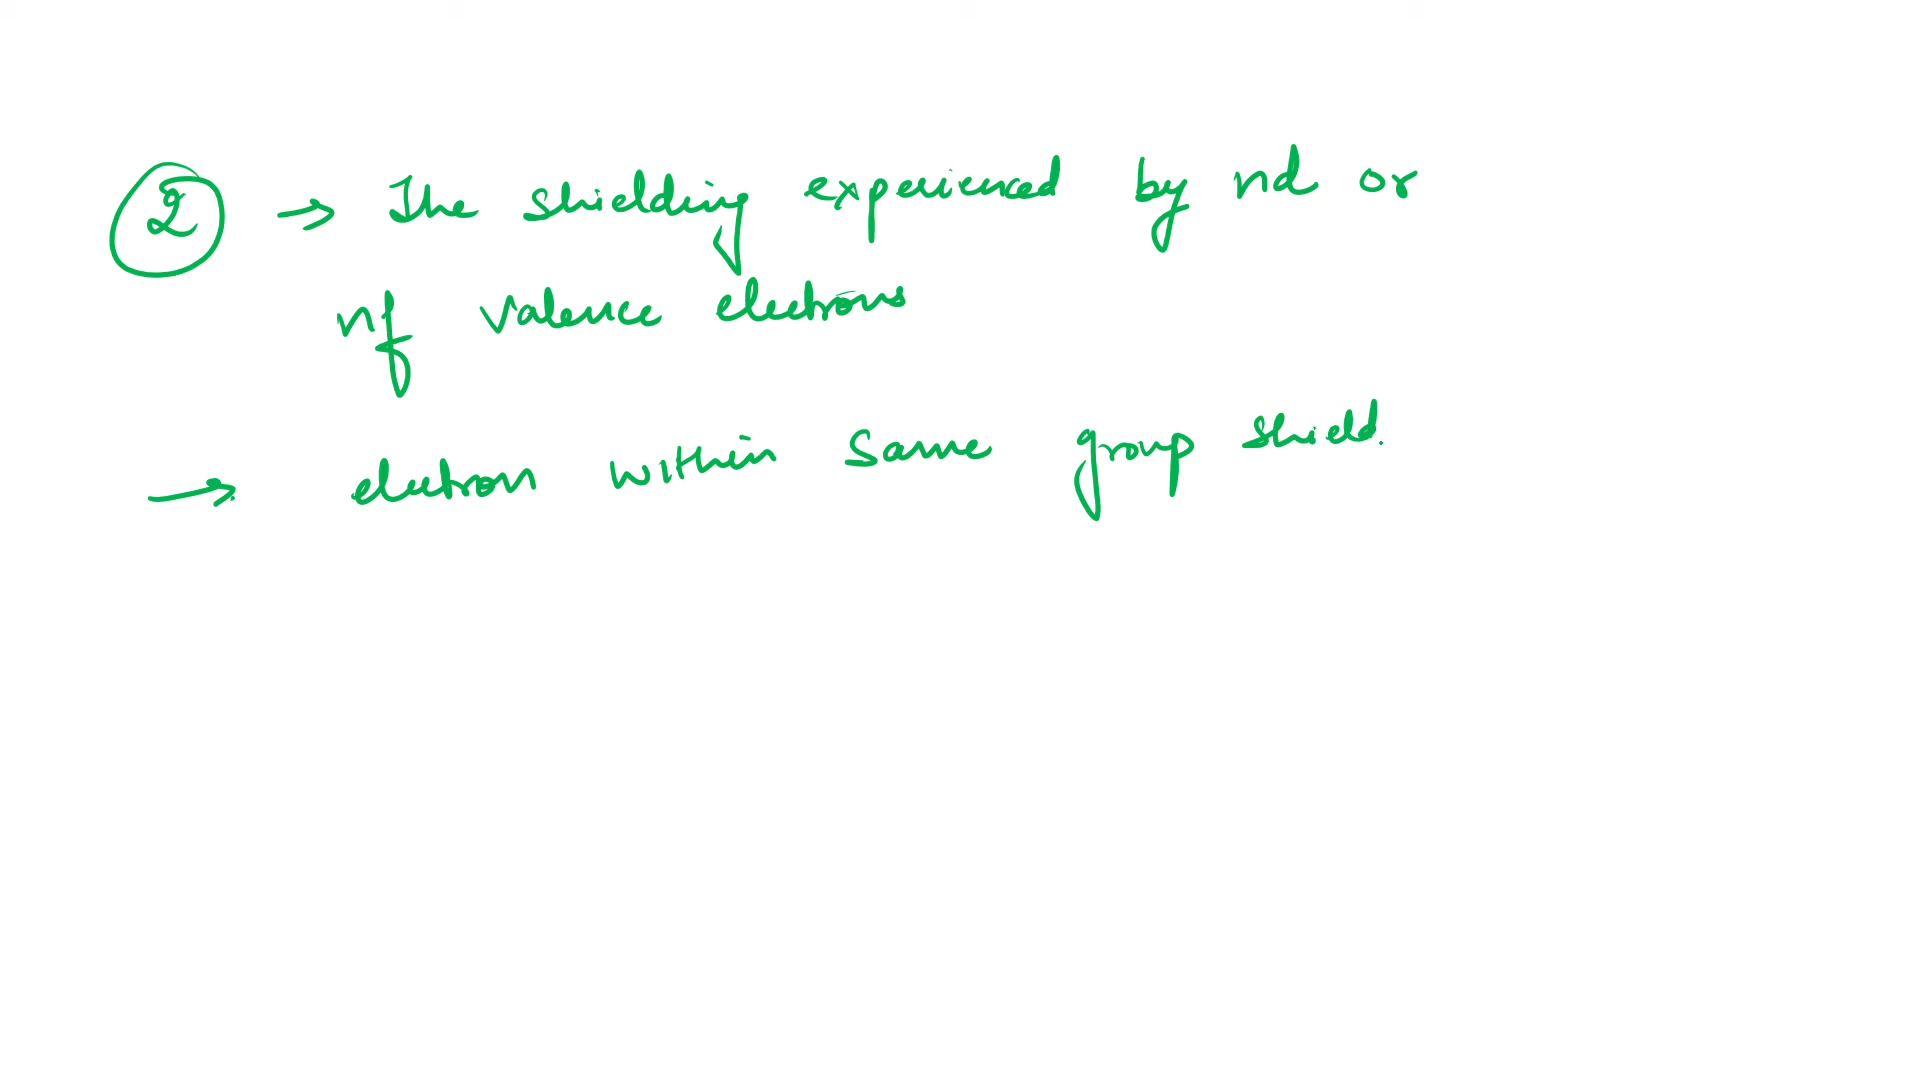 2 → The shielding experienced by nd or
nf valence electrons
→ electron within same group shield.